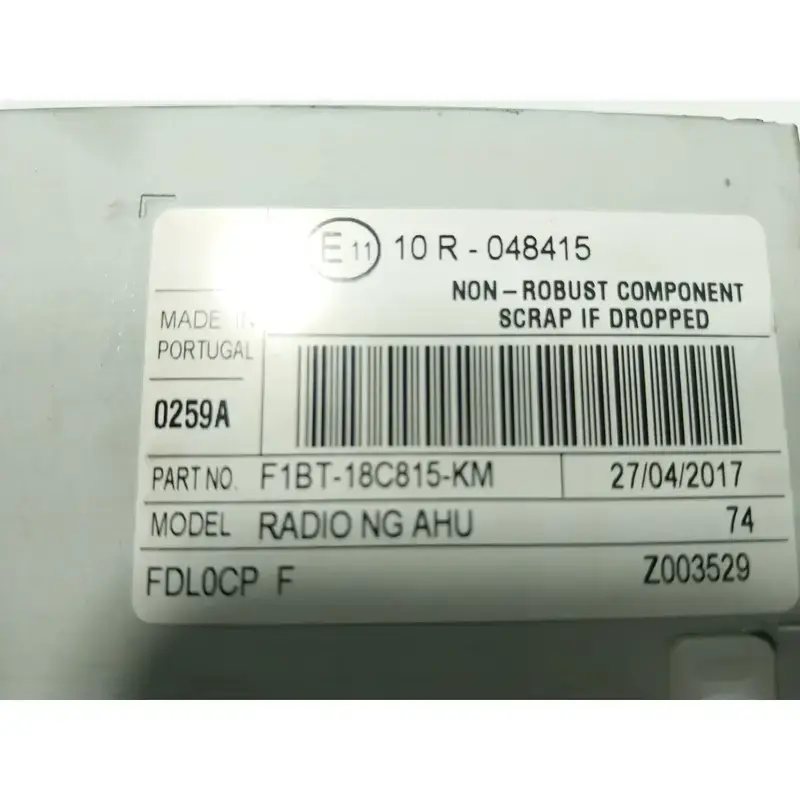 E 11 10 R - 048415
NON-ROBUST COMPONENT
SCRAP IF DROPPED
MADE IN
PORTUGAL
0259A
PART NO. F1BT-18C815-KM 27/04/2017
MODEL RADIO NG AHU 74
FDL0CP F Z003529